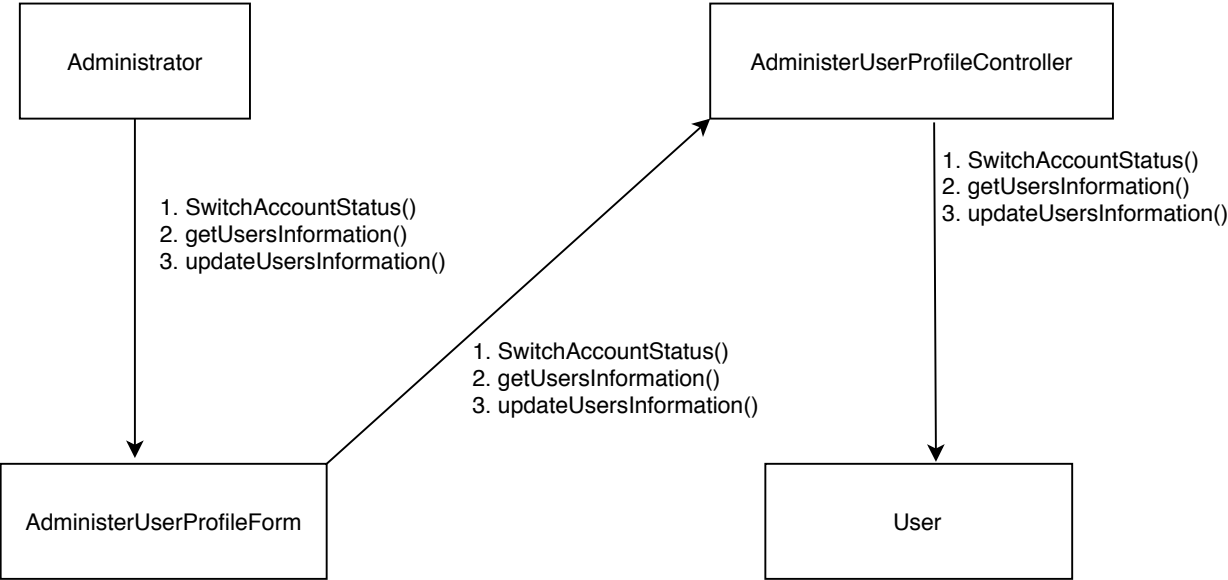 Administrator
AdministerUserProfileController
1. SwitchAccountStatus()
2. getUsersInformation()
3. updateUsersInformation()
1. SwitchAccountStatus()
2. getUsersInformation()
3. updateUsersInformation()
1. SwitchAccountStatus()
2. getUsersInformation()
3. updateUsersInformation()
AdministerUserProfileForm
User